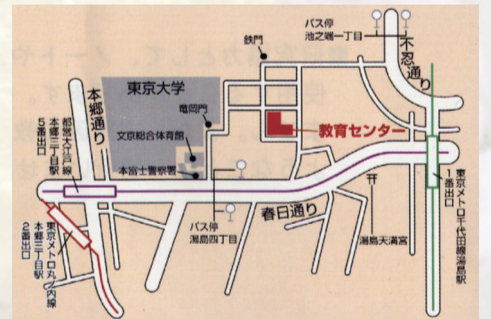 バス停
池之端一丁目
鉄門
不忍通り
東京大学
本郷通り
竜岡門
教育センター
文京総合体育館
本富士警察署
都営大江戸線
本郷三丁目駅
5番出口
東京メトロ丸ノ内線
本郷三丁目駅
2番出口
バス停
湯島四丁目
春日通り
湯島天満宮
東京メトロ千代田線湯島駅
1番出口